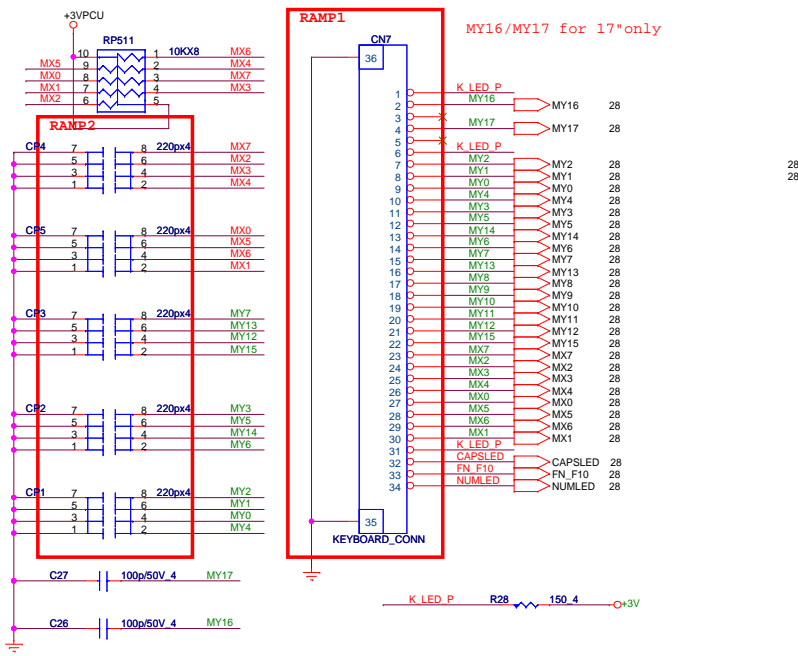 +3VPCU
RP511
10 1 10KX8 MX6
MX5 9 2 MX4
MX0 8 3 MX7
MX1 7 4 MX3
MX2 6 5
RAMP2
CP4 7 8 220px4 MX7
5 6 MX2
3 4 MX3
1 2 MX4
CP5 7 8 220px4 MX0
5 6 MX5
3 4 MX6
1 2 MX1
CP3 7 8 220px4 MY7
5 6 MY13
3 4 MY12
1 2 MY15
CP2 7 8 220px4 MY3
5 6 MY5
3 4 MY14
1 2 MY6
CP1 7 8 220px4 MY2
5 6 MY1
3 4 MY0
1 2 MY4
C27 100p/50V_4 MY17
C26 100p/50V_4 MY16
RAMP1
CN7
MY16/MY17 for 17"only
36
1 K_LED_P
2 MY16 MY16 28
3
4 MY17 MY17 28
5
6 K_LED_P
7 MY2 MY2 28 28
8 MY1 MY1 28 28
9 MY0 MY0 28
10 MY4 MY4 28
11 MY3 MY3 28
12 MY5 MY5 28
13 MY14 MY14 28
14 MY6 MY6 28
15 MY7 MY7 28
16 MY13 MY13 28
17 MY8 MY8 28
18 MY9 MY9 28
19 MY10 MY10 28
20 MY11 MY11 28
21 MY12 MY12 28
22 MY15 MY15 28
23 MX7 MX7 28
24 MX2 MX2 28
25 MX3 MX3 28
26 MX4 MX4 28
27 MX0 MX0 28
28 MX5 MX5 28
29 MX6 MX6 28
30 MX1 MX1 28
31 K_LED_P
32 CAPSLED CAPSLED 28
33 FN_F10 FN_F10 28
34 NUMLED NUMLED 28
35
KEYBOARD_CONN
K_LED_P R28 150_4 +3V